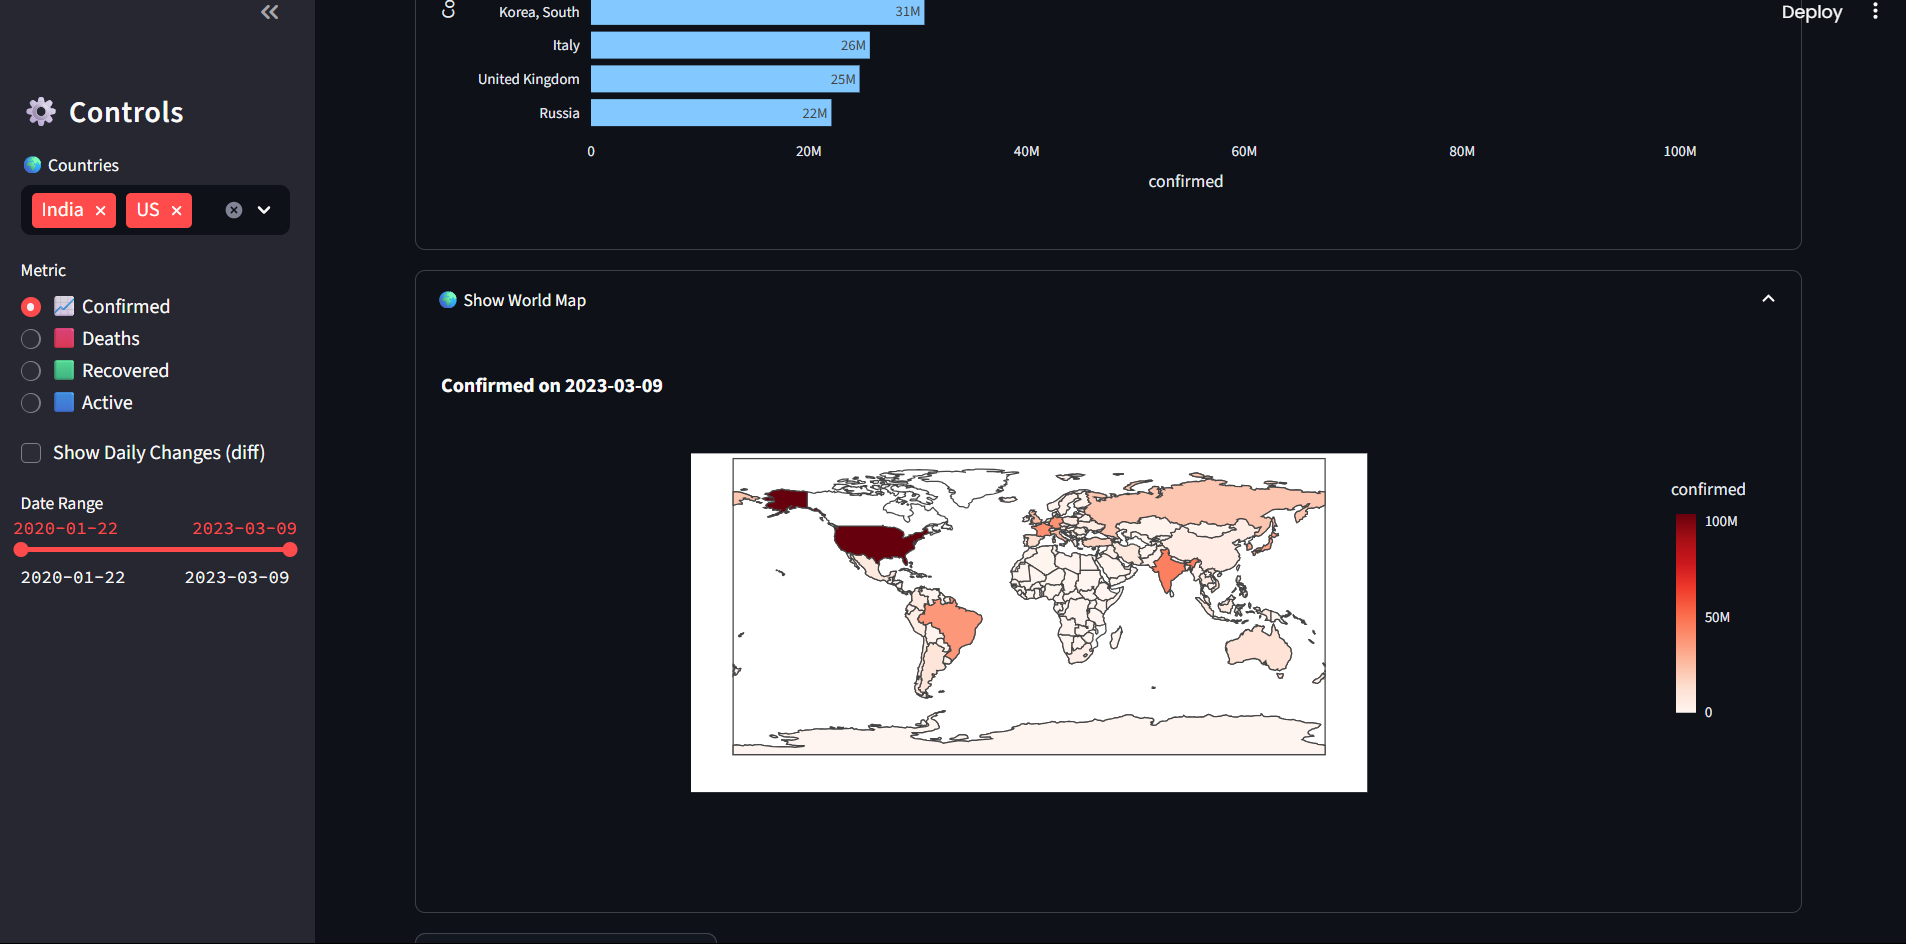 Controls
Countries
India
US
Metric
Confirmed
Deaths
Recovered
Active
Show Daily Changes (diff)
Date Range
2020-01-22 2023-03-09
2020-01-22 2023-03-09
Deploy
Co
Korea, South 31M
Italy 26M
United Kingdom 25M
Russia 22M
0 20M 40M 60M 80M 100M
confirmed
Show World Map
Confirmed on 2023-03-09
confirmed
100M
50M
0